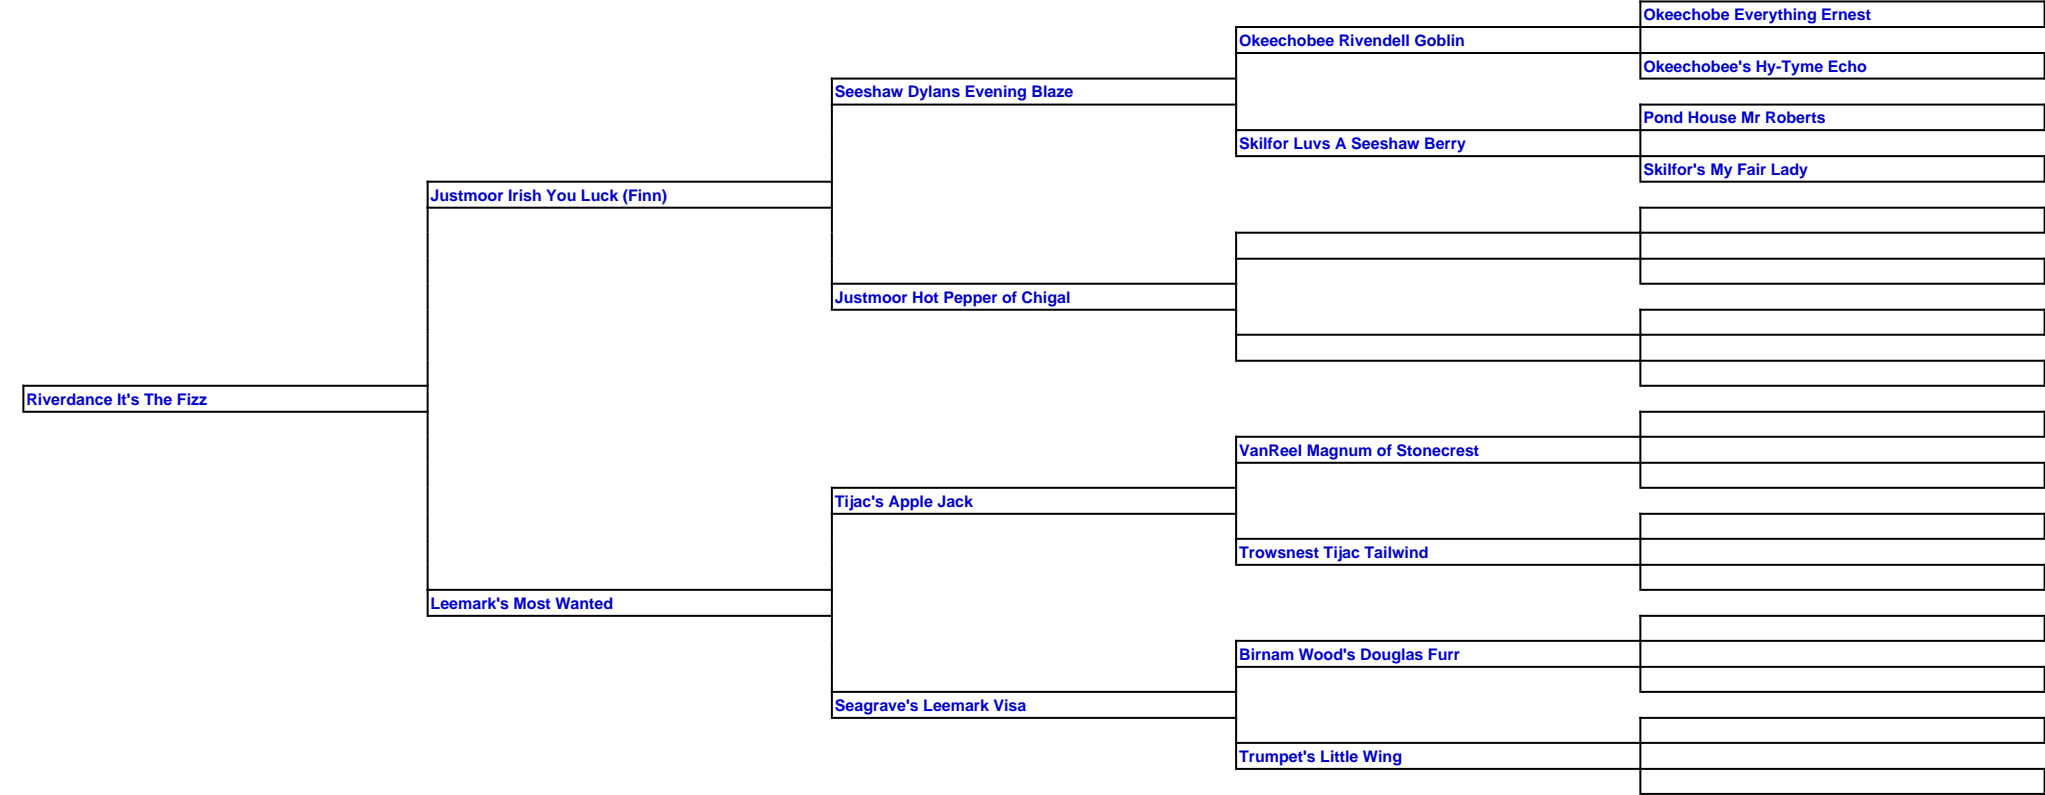 Okeechobe Everything Ernest
Okeechobee Rivendell Goblin
Okeechobee's Hy-Tyme Echo
Seeshaw Dylans Evening Blaze
Pond House Mr Roberts
Skilfor Luvs A Seeshaw Berry
Skilfor's My Fair Lady
Justmoor Irish You Luck (Finn)
Justmoor Hot Pepper of Chigal
Riverdance It's The Fizz
VanReel Magnum of Stonecrest
Tijac's Apple Jack
Trowsnest Tijac Tailwind
Leemark's Most Wanted
Birnam Wood's Douglas Furr
Seagrave's Leemark Visa
Trumpet's Little Wing